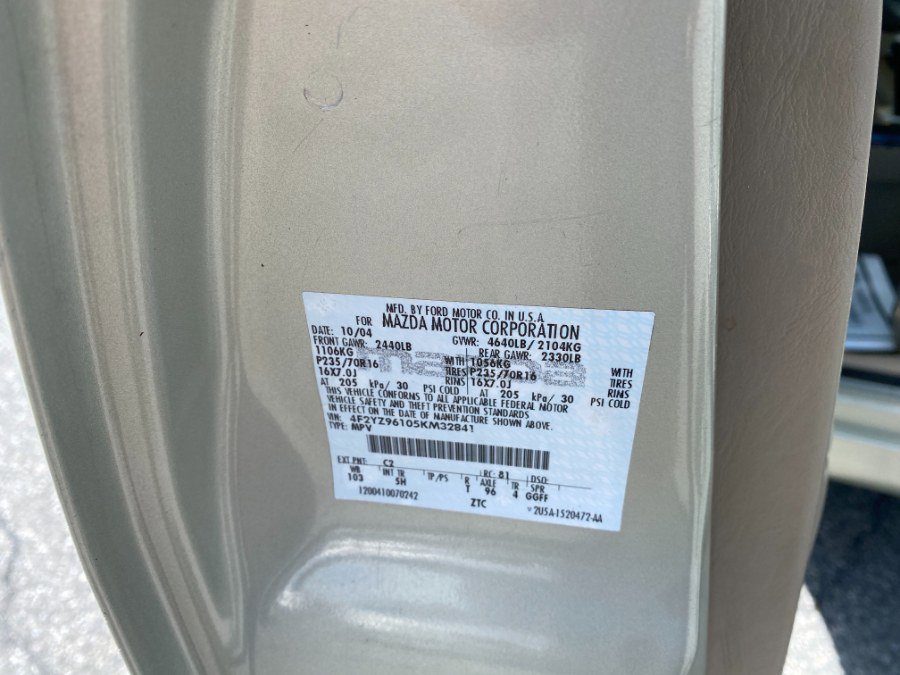 MFD. BY FORD MOTOR CO. IN U.S.A
FOR MAZDA MOTOR CORPORATION
DATE: 10/04 GVWR: 4640LB/ 2104KG
FRONT GAWR: 2440LB REAR GAWR: 2330LB
1106KG WITH 1056KG WITH
P235/70R16 TIRES P235/70R16 TIRES
16X7.0J RIMS 16X7.0J RIMS
AT 205 kPa/ 30 PSI COLD AT 205 kPa/ 30 PSI COLD
THIS VEHICLE CONFORMS TO ALL APPLICABLE FEDERAL MOTOR
VEHICLE SAFETY AND THEFT PREVENTION STANDARDS
IN EFFECT ON THE DATE OF MANUFACTURE SHOWN ABOVE.
VIN: 4F2YZ96105KM32841
TYPE: MPV
EXT PNT: C2 RC: 81 DSO:
WB INT TR TP/PS R AXLE TR SPR
103 5H T 96 4 GGFF
1200410070242 ZTC 2U5A-1520472-AA
mazda